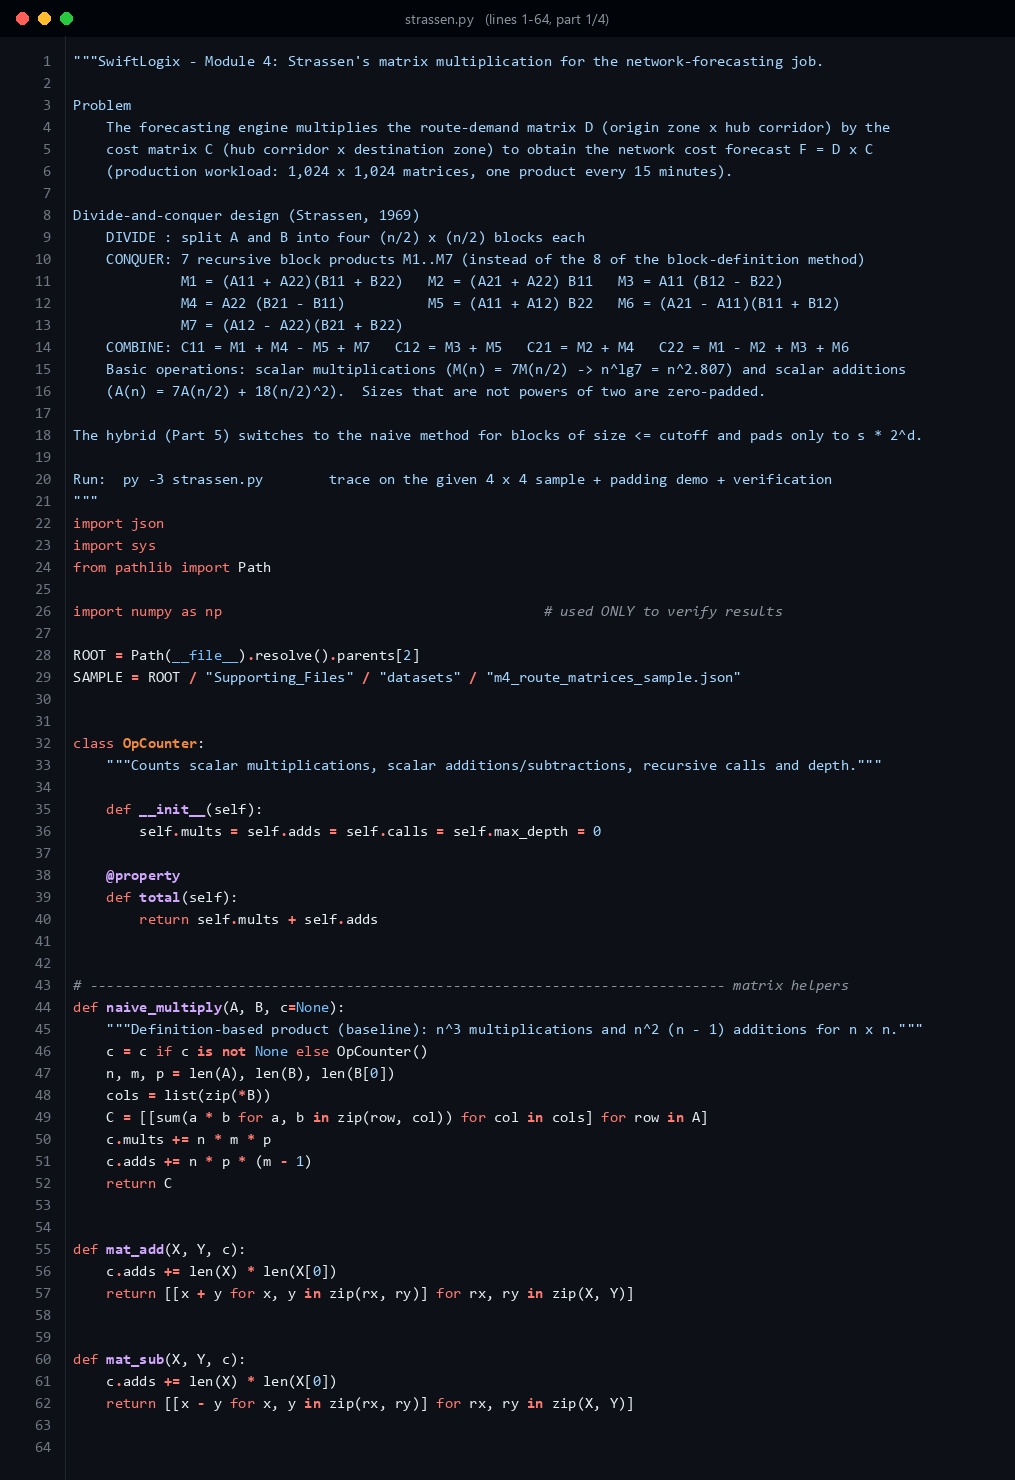 strassen.py   (lines 1-64, part 1/4)
1 """SwiftLogix - Module 4: Strassen's matrix multiplication for the network-forecasting job.
2
3 Problem
4     The forecasting engine multiplies the route-demand matrix D (origin zone x hub corridor) by the
5     cost matrix C (hub corridor x destination zone) to obtain the network cost forecast F = D x C
6     (production workload: 1,024 x 1,024 matrices, one product every 15 minutes).
7
8 Divide-and-conquer design (Strassen, 1969)
9     DIVIDE : split A and B into four (n/2) x (n/2) blocks each
10     CONQUER: 7 recursive block products M1..M7 (instead of the 8 of the block-definition method)
11              M1 = (A11 + A22)(B11 + B22)   M2 = (A21 + A22) B11   M3 = A11 (B12 - B22)
12              M4 = A22 (B21 - B11)          M5 = (A11 + A12) B22   M6 = (A21 - A11)(B11 + B12)
13              M7 = (A12 - A22)(B21 + B22)
14     COMBINE: C11 = M1 + M4 - M5 + M7   C12 = M3 + M5   C21 = M2 + M4   C22 = M1 - M2 + M3 + M6
15     Basic operations: scalar multiplications (M(n) = 7M(n/2) -> n^lg7 = n^2.807) and scalar additions
16     (A(n) = 7A(n/2) + 18(n/2)^2).  Sizes that are not powers of two are zero-padded.
17
18 The hybrid (Part 5) switches to the naive method for blocks of size <= cutoff and pads only to s * 2^d.
19
20 Run:  py -3 strassen.py        trace on the given 4 x 4 sample + padding demo + verification
21 """
22 import json
23 import sys
24 from pathlib import Path
25
26 import numpy as np                                       # used ONLY to verify results
27
28 ROOT = Path(__file__).resolve().parents[2]
29 SAMPLE = ROOT / "Supporting_Files" / "datasets" / "m4_route_matrices_sample.json"
30
31
32 class OpCounter:
33     """Counts scalar multiplications, scalar additions/subtractions, recursive calls and depth."""
34
35     def __init__(self):
36         self.mults = self.adds = self.calls = self.max_depth = 0
37
38     @property
39     def total(self):
40         return self.mults + self.adds
41
42
43 # ----------------------------------------------------------------------------- matrix helpers
44 def naive_multiply(A, B, c=None):
45     """Definition-based product (baseline): n^3 multiplications and n^2 (n - 1) additions for n x n."""
46     c = c if c is not None else OpCounter()
47     n, m, p = len(A), len(B), len(B[0])
48     cols = list(zip(*B))
49     C = [[sum(a * b for a, b in zip(row, col)) for col in cols] for row in A]
50     c.mults += n * m * p
51     c.adds += n * p * (m - 1)
52     return C
53
54
55 def mat_add(X, Y, c):
56     c.adds += len(X) * len(X[0])
57     return [[x + y for x, y in zip(rx, ry)] for rx, ry in zip(X, Y)]
58
59
60 def mat_sub(X, Y, c):
61     c.adds += len(X) * len(X[0])
62     return [[x - y for x, y in zip(rx, ry)] for rx, ry in zip(X, Y)]
63
64